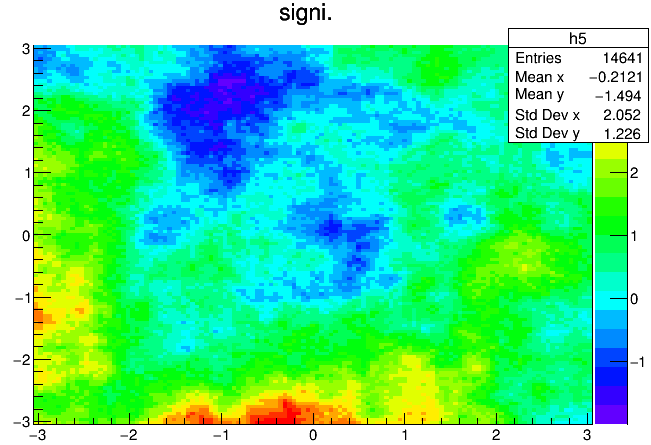 signi.
h5
Entries 14641
Mean x −0.2121
Mean y −1.494
Std Dev x 2.052
Std Dev y 1.226
3
2
1
0
−1
−2
−3
−3 −2 −1 0 1 2 3
2
1
0
−1